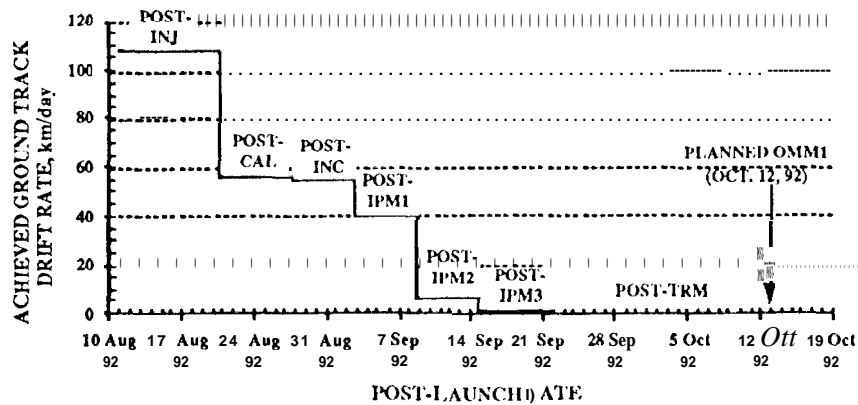 ACHIEVED GROUND TRACK
DRIFT RATE, km/day
120
100
80
60
40
20
0
POST-
INJ
POST-
CAL
POST-
INC
POST-
IPM1
POST-
IPM2
POST-
IPM3
POST-TRM
PLANNED OMM1
(OCT. 12, 92)
10 Aug 17 Aug 24 Aug 31 Aug 7 Sep 14 Sep 21 Sep 28 Sep 5 Oct 12 Ott 19 Oct
92 92 92 92 92 92 92 92 92 92 92
POST-LAUNCH I) ATE